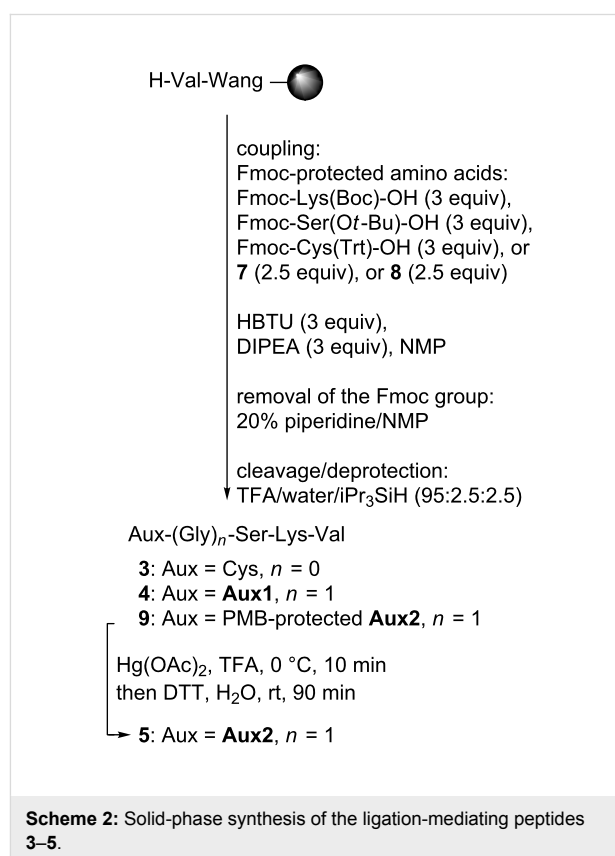 H-Val-Wang
coupling:
Fmoc-protected amino acids:
Fmoc-Lys(Boc)-OH (3 equiv),
Fmoc-Ser(Ot-Bu)-OH (3 equiv),
Fmoc-Cys(Trt)-OH (3 equiv), or
7 (2.5 equiv), or 8 (2.5 equiv)
HBTU (3 equiv),
DIPEA (3 equiv), NMP
removal of the Fmoc group:
20% piperidine/NMP
cleavage/deprotection:
TFA/water/iPr₃SiH (95:2.5:2.5)
Aux-(Gly)ₙ-Ser-Lys-Val
3: Aux = Cys, n = 0
4: Aux = Aux1, n = 1
9: Aux = PMB-protected Aux2, n = 1
Hg(OAc)₂, TFA, 0 °C, 10 min
then DTT, H₂O, rt, 90 min
5: Aux = Aux2, n = 1
Scheme 2: Solid-phase synthesis of the ligation-mediating peptides
3–5.